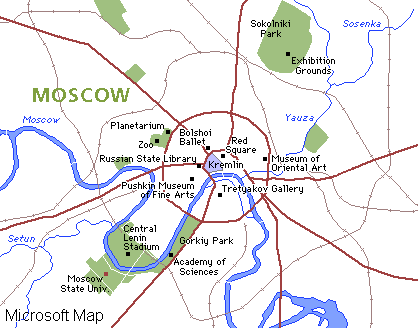 Sokolniki
Park
Sosenka
Exhibition
Grounds
MOSCOW
Moscow
Yauza
Planetarium
Zoo
Bolshoi
Ballet
Red
Square
Russian State Library
Kremlin
Museum of
Oriental Art
Pushkin Museum
of Fine Arts
Tretyakov Gallery
Setun
Central
Lenin
Stadium
Gorkiy Park
Academy of
Sciences
Moscow
State Univ.
Microsoft Map